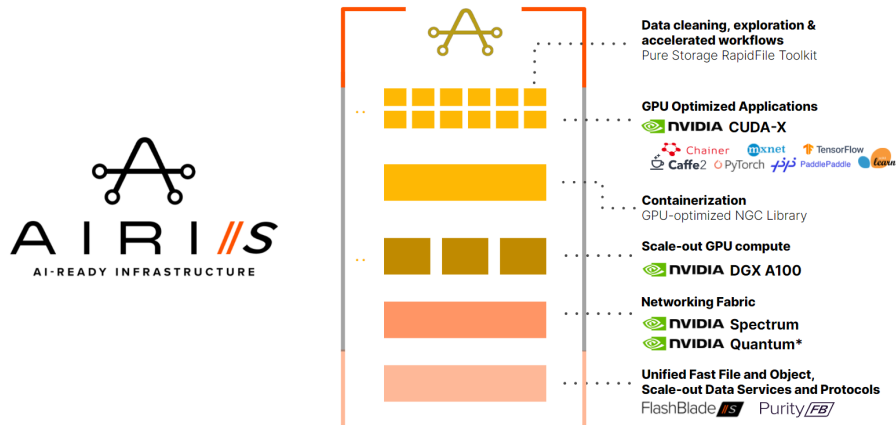 AIRI//S
AI-READY INFRASTRUCTURE
Data cleaning, exploration &
accelerated workflows
Pure Storage RapidFile Toolkit
GPU Optimized Applications
NVIDIA CUDA-X
Chainer mxnet TensorFlow
Caffe2 PyTorch PaddlePaddle learn
Containerization
GPU-optimized NGC Library
Scale-out GPU compute
NVIDIA DGX A100
Networking Fabric
NVIDIA Spectrum
NVIDIA Quantum*
Unified Fast File and Object,
Scale-out Data Services and Protocols
FlashBlade //S Purity//FB